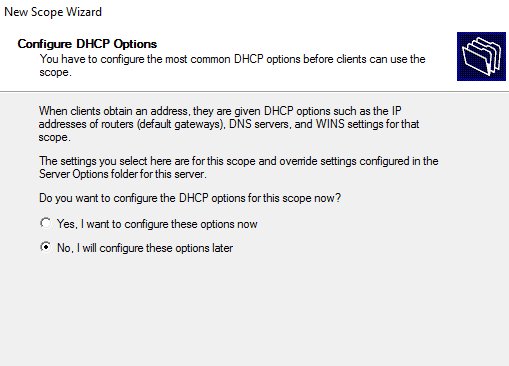 New Scope Wizard
Configure DHCP Options
You have to configure the most common DHCP options before clients can use the
scope.
When clients obtain an address, they are given DHCP options such as the IP
addresses of routers (default gateways), DNS servers, and WINS settings for that
scope.
The settings you select here are for this scope and override settings configured in the
Server Options folder for this server.
Do you want to configure the DHCP options for this scope now?
Yes, I want to configure these options now
No, I will configure these options later